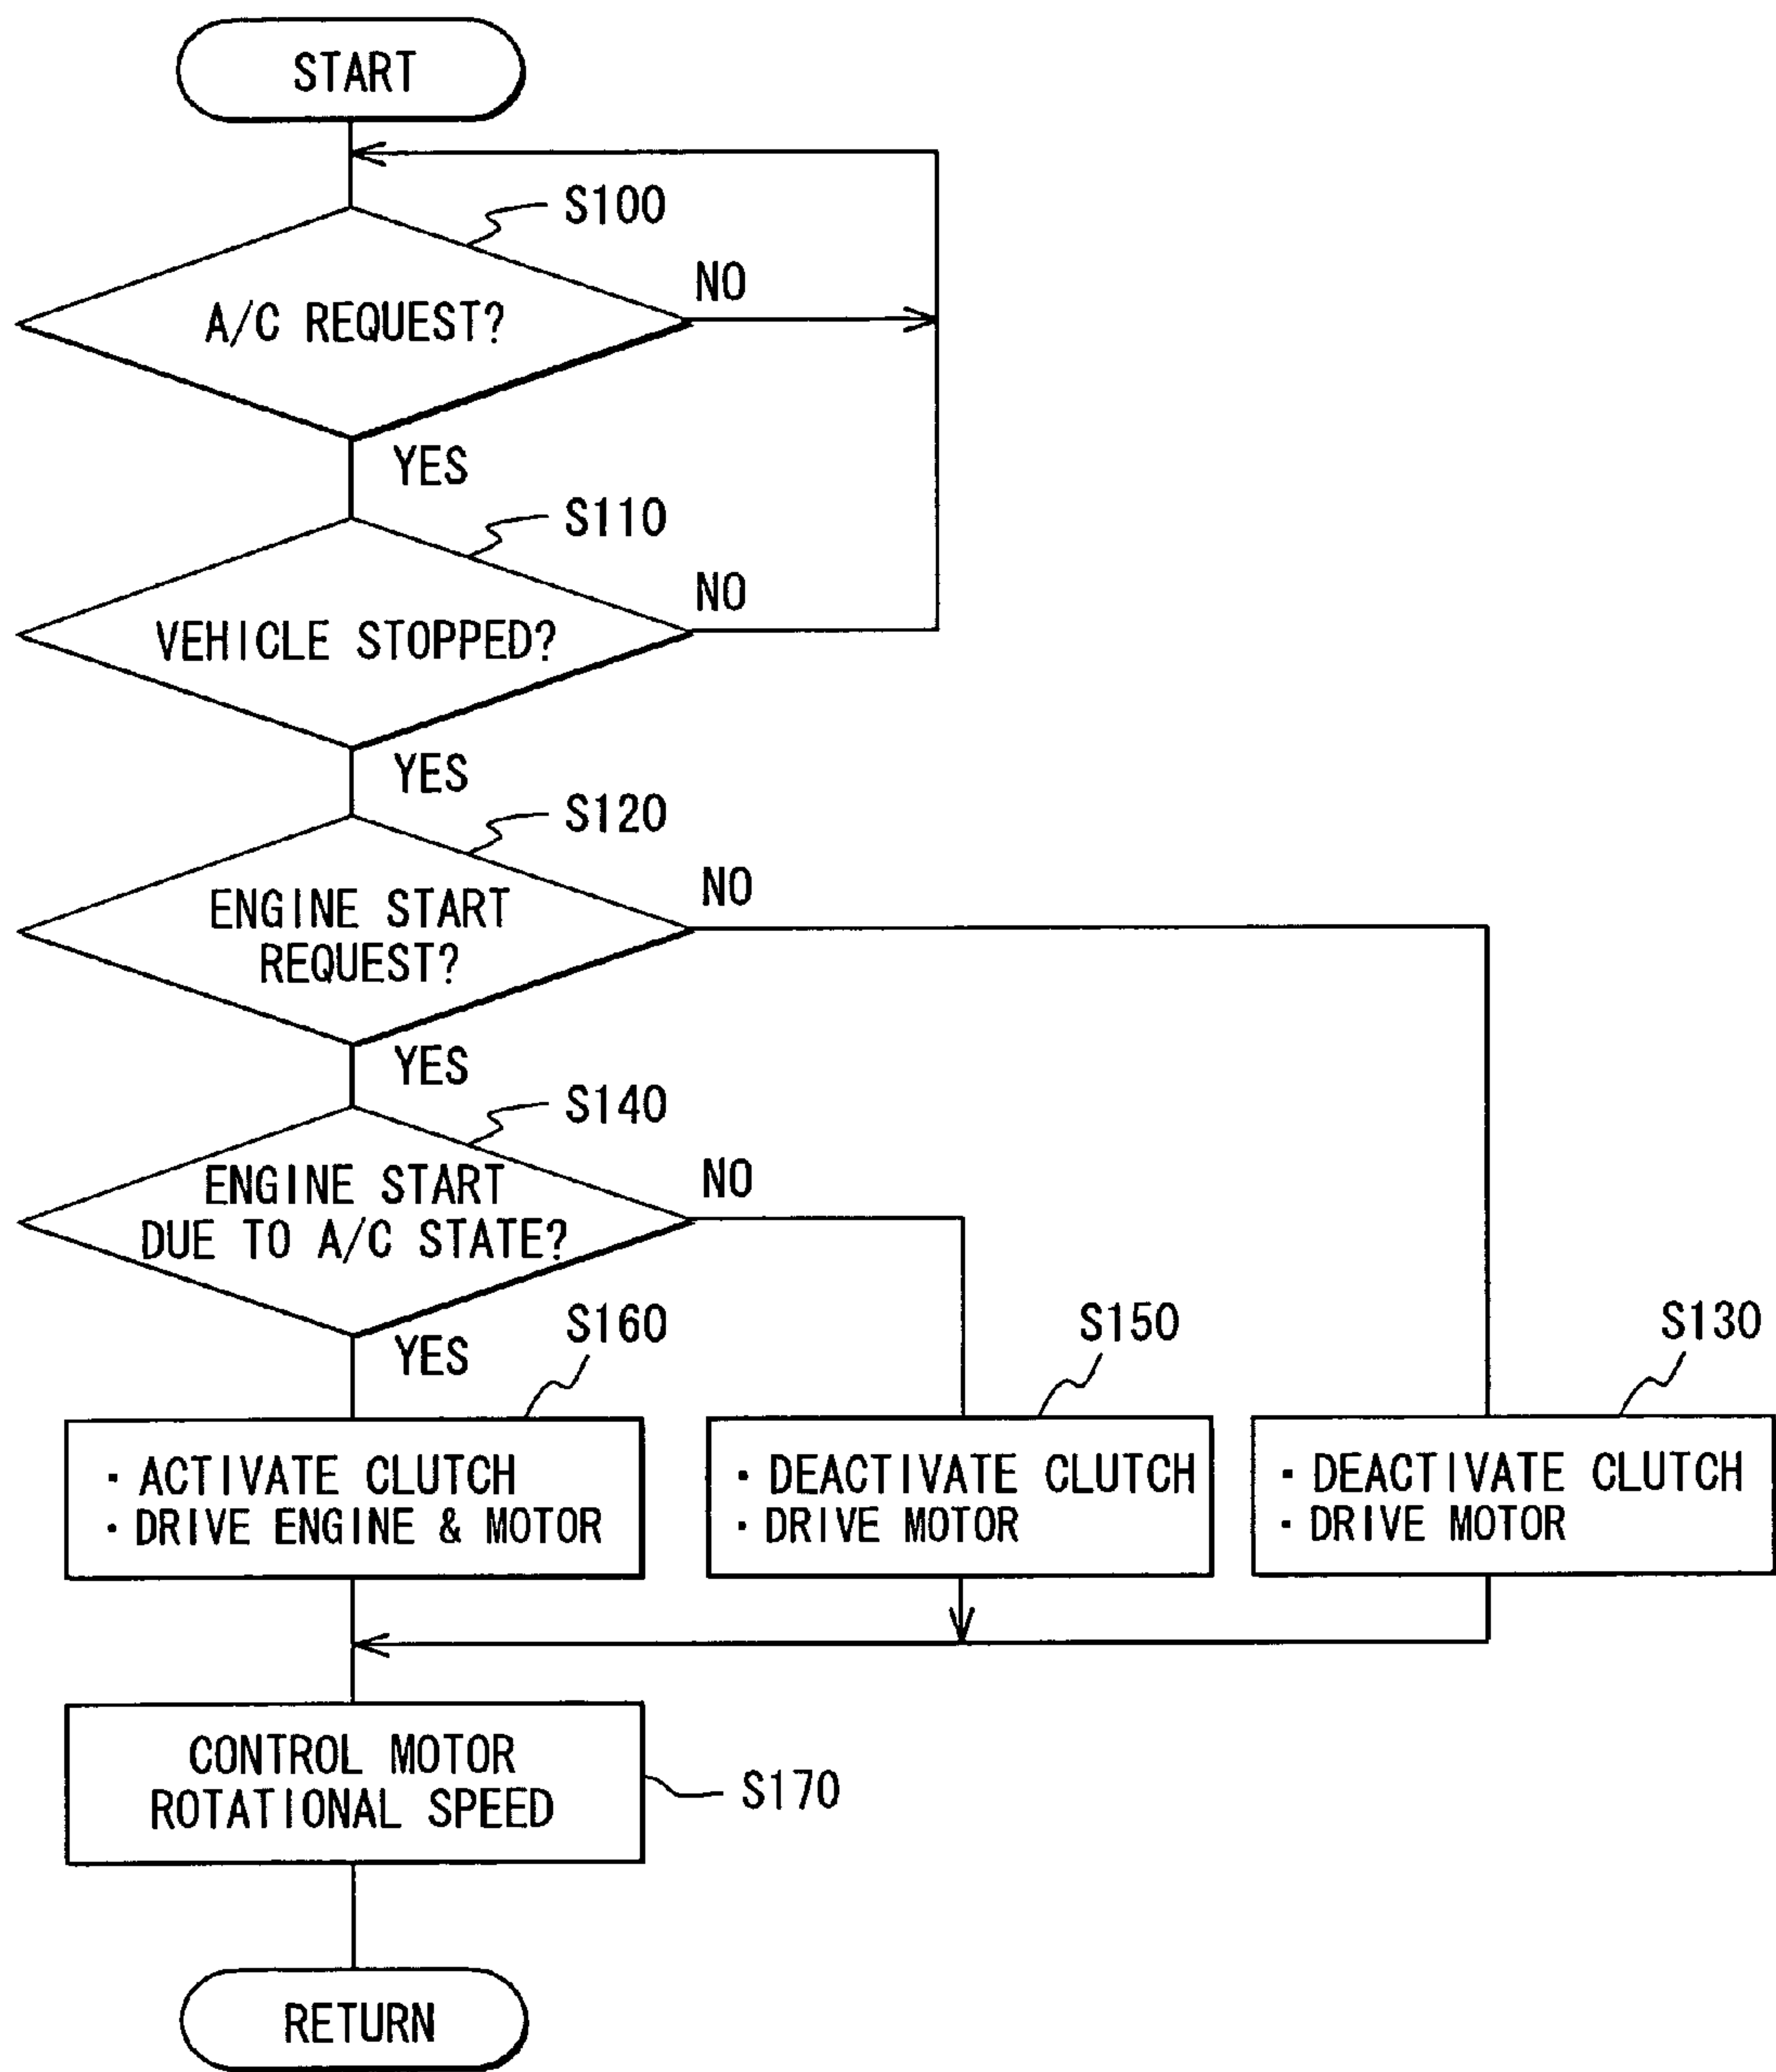 START
S100
A/C REQUEST?
NO
YES
S110
VEHICLE STOPPED?
NO
YES
S120
ENGINE START
REQUEST?
NO
YES
S140
ENGINE START
DUE TO A/C STATE?
NO
YES
S160
· ACTIVATE CLUTCH
· DRIVE ENGINE & MOTOR
S150
· DEACTIVATE CLUTCH
· DRIVE MOTOR
S130
· DEACTIVATE CLUTCH
· DRIVE MOTOR
CONTROL MOTOR
ROTATIONAL SPEED
S170
RETURN